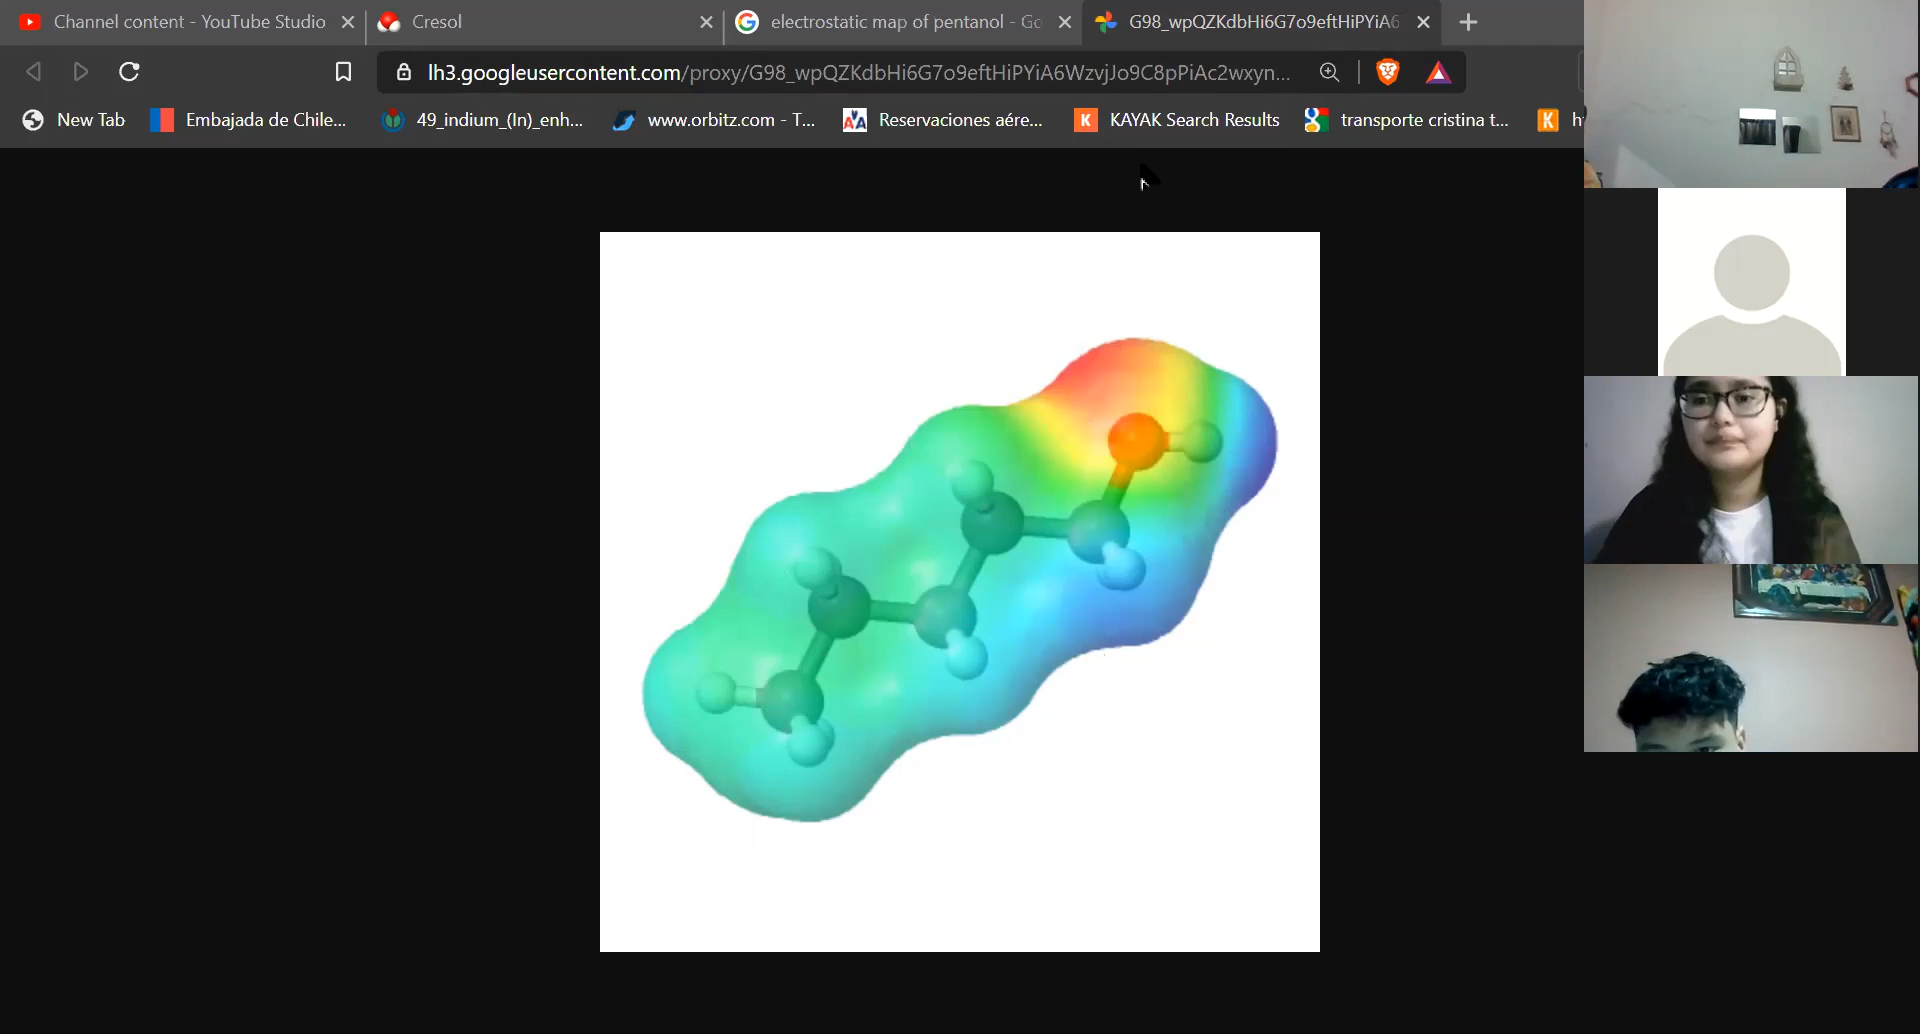 Channel content - YouTube Studio
Cresol
electrostatic map of pentanol - Go
G98_wpQZKdbHi6G7o9eftHiPYiA6
lh3.googleusercontent.com/proxy/G98_wpQZKdbHi6G7o9eftHiPYiA6WzvjJo9C8pPiAc2wxyn...
New Tab
Embajada de Chile...
49_indium_(In)_enh...
www.orbitz.com - T...
Reservaciones aére...
KAYAK Search Results
transporte cristina t...